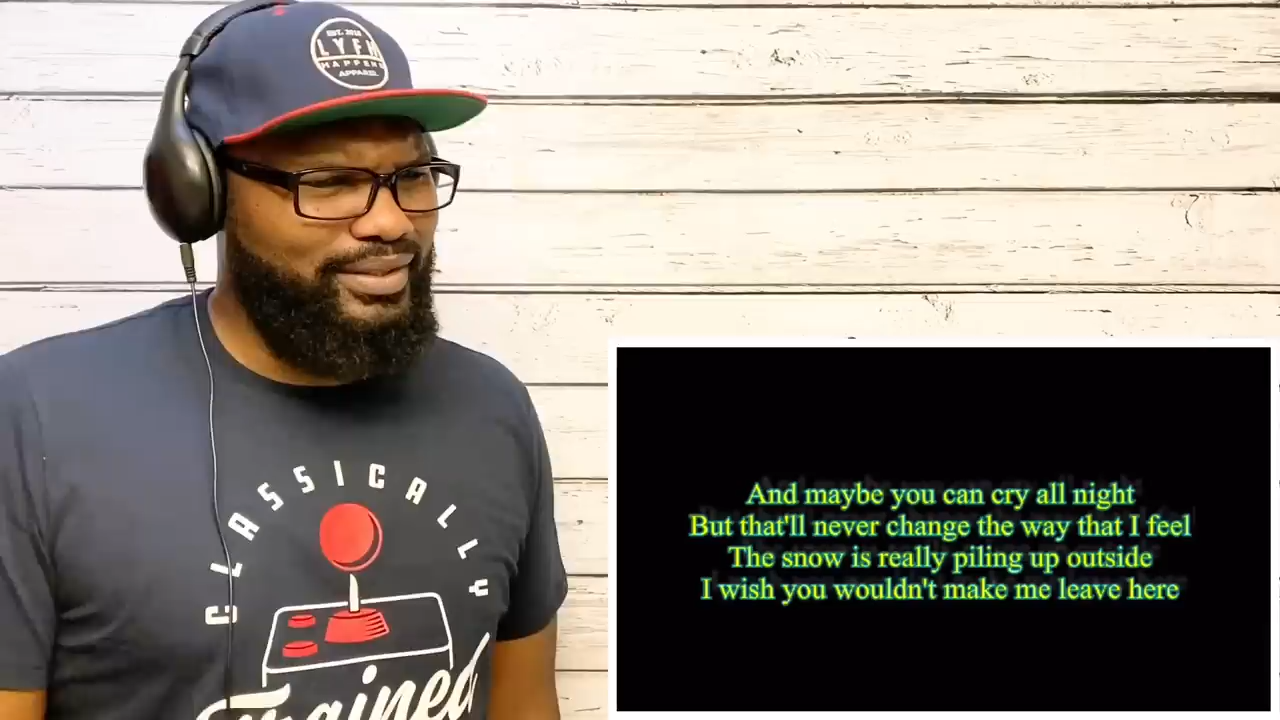 EST. 2018
LYFE
HAPPENS
APPAREL
CLASSICALLY
Trained
And maybe you can cry all night
But that'll never change the way that I feel
The snow is really piling up outside
I wish you wouldn't make me leave here